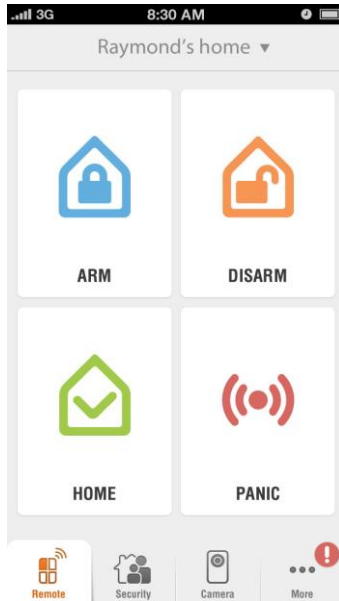 3G 8:30 AM
Raymond's home ▼
ARM DISARM
HOME PANIC
Remote Security Camera More